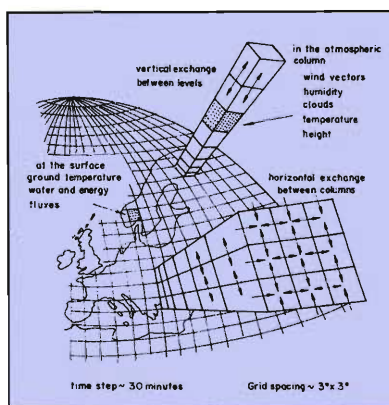 in the atmospheric
column
wind vectors
humidity
clouds
temperature
height
vertical exchange
between levels
at the surface
ground temperature
water and energy
fluxes
horizontal exchange
between columns
time step ~ 30 minutes
Grid spacing ~ 3°x 3°